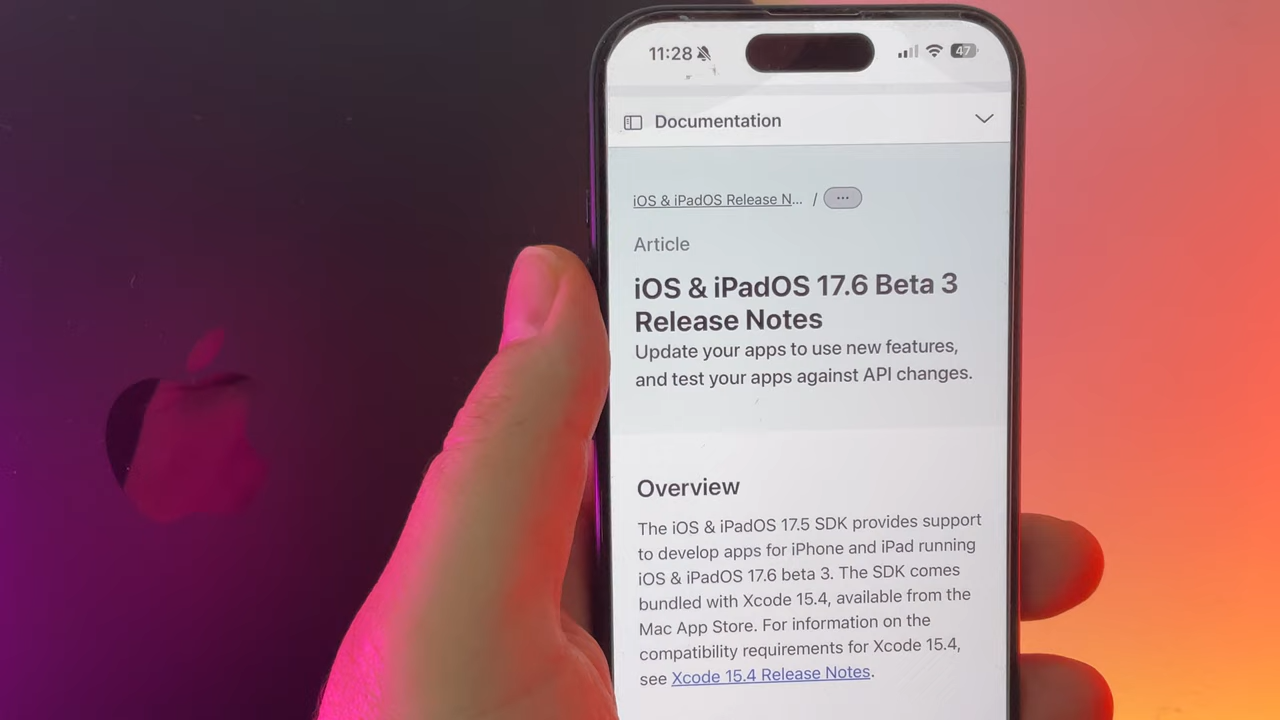 11:28
47
Documentation
iOS & iPadOS Release N... / ...
Article
iOS & iPadOS 17.6 Beta 3
Release Notes
Update your apps to use new features,
and test your apps against API changes.
Overview
The iOS & iPadOS 17.5 SDK provides support
to develop apps for iPhone and iPad running
iOS & iPadOS 17.6 beta 3. The SDK comes
bundled with Xcode 15.4, available from the
Mac App Store. For information on the
compatibility requirements for Xcode 15.4,
see Xcode 15.4 Release Notes.